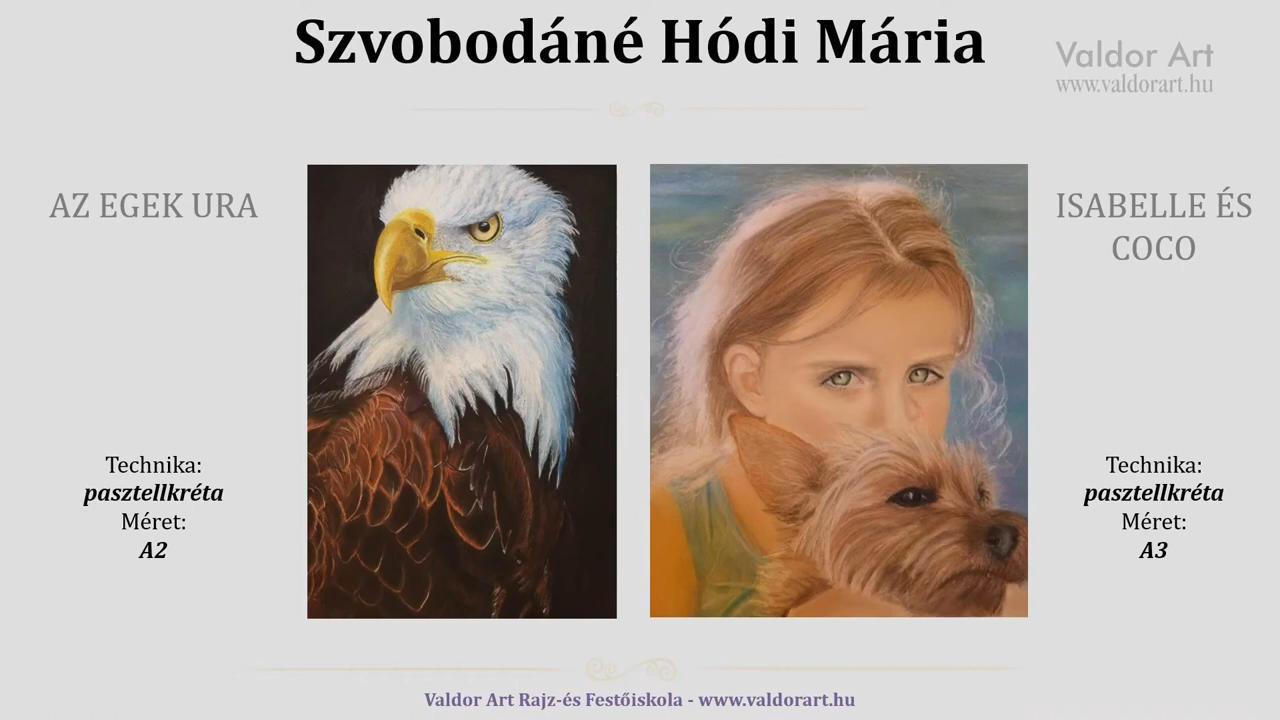 Szvobodáné Hódi Mária
Valdor Art
www.valdorart.hu
AZ EGEK URA
Technika:
pasztellkréta
Méret:
A2
ISABELLE ÉS
COCO
Technika:
pasztellkréta
Méret:
A3
Valdor Art Rajz-és Festőiskola - www.valdorart.hu